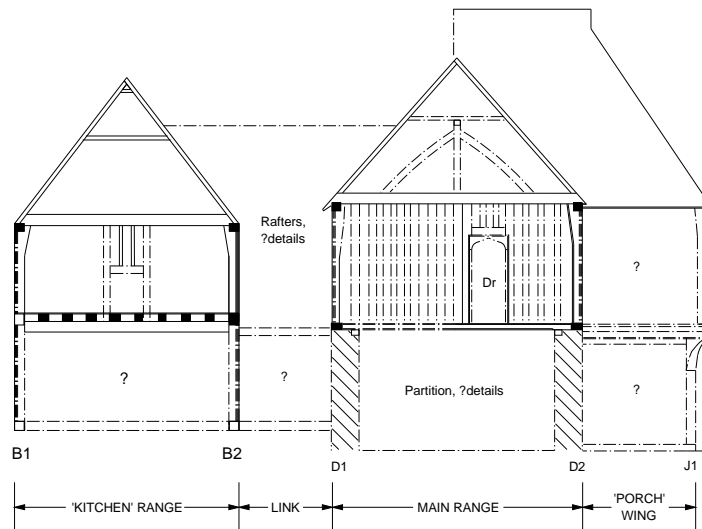 Rafters,
?details
?
Dr
?
?
Partition, ?details
?
B1
B2
D1
D2
J1
'KITCHEN' RANGE
LINK
MAIN RANGE
'PORCH'
WING